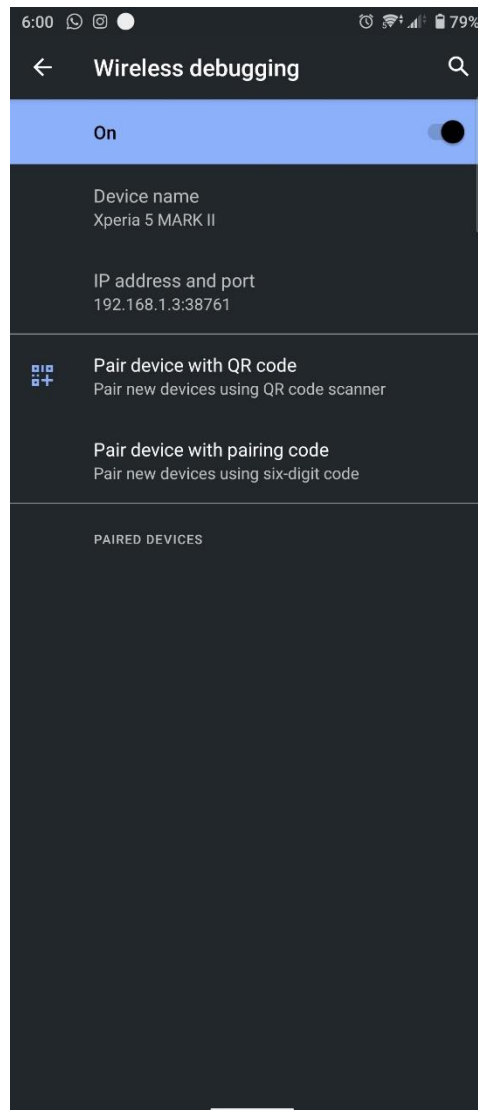 6:00 79%
Wireless debugging
On
Device name
Xperia 5 MARK II
IP address and port
192.168.1.3:38761
Pair device with QR code
Pair new devices using QR code scanner
Pair device with pairing code
Pair new devices using six-digit code
PAIRED DEVICES